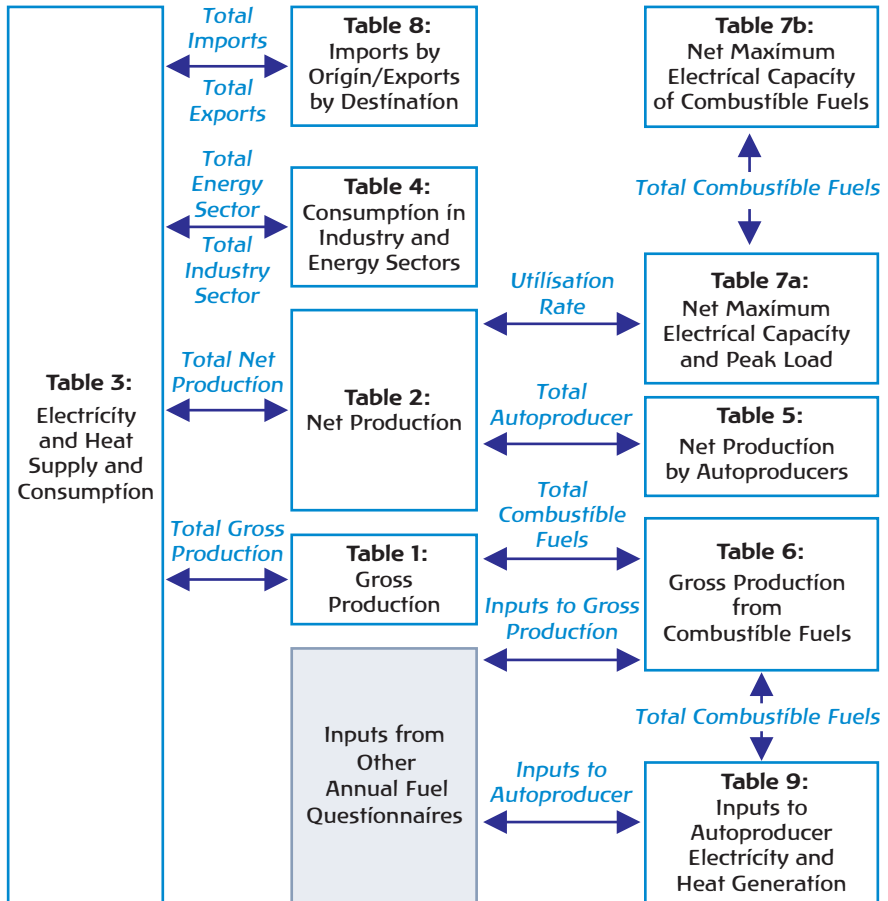 Total
Imports
Total
Exports
Table 8:
Imports by
Origin/Exports
by Destination
Table 7b:
Net Maximum
Electrical Capacity
of Combustible Fuels
Total Combustible Fuels
Total
Energy
Sector
Total
Industry
Sector
Table 4:
Consumption in
Industry and
Energy Sectors
Utilisation
Rate
Table 7a:
Net Maximum
Electrical Capacity
and Peak Load
Table 3:
Electricity
and Heat
Supply and
Consumption
Total Net
Production
Table 2:
Net Production
Total
Autoproducer
Table 5:
Net Production
by Autoproducers
Total Gross
Production
Table 1:
Gross
Production
Total
Combustible
Fuels
Inputs to Gross
Production
Table 6:
Gross Production
from
Combustible Fuels
Total Combustible Fuels
Inputs from
Other
Annual Fuel
Questionnaires
Inputs to
Autoproducer
Table 9:
Inputs to
Autoproducer
Electricity and
Heat Generation